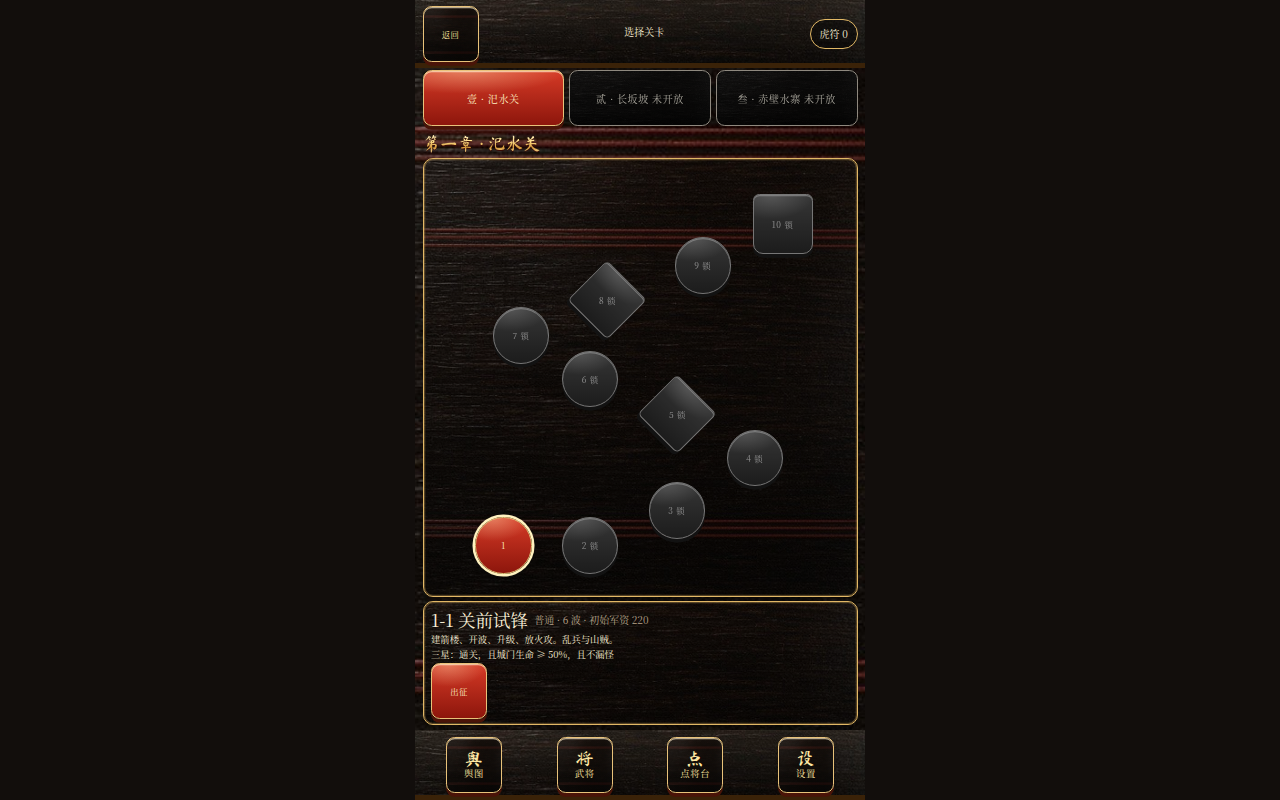 返回
选择关卡
虎符 0
壹 · 汜水关
贰 · 长坂坡 未开放
叁 · 赤壁水寨 未开放
第一章 · 汜水关
10 锁
9 锁
8 锁
7 锁
6 锁
5 锁
4 锁
3 锁
1
2 锁
1-1 关前试锋 普通 · 6 波 · 初始军资 220
建箭楼、开波、升级、放火攻。乱兵与山贼。
三星：通关，且城门生命 ≥ 50%，且不漏怪
出征
舆
舆图
将
武将
点
点将台
设
设置